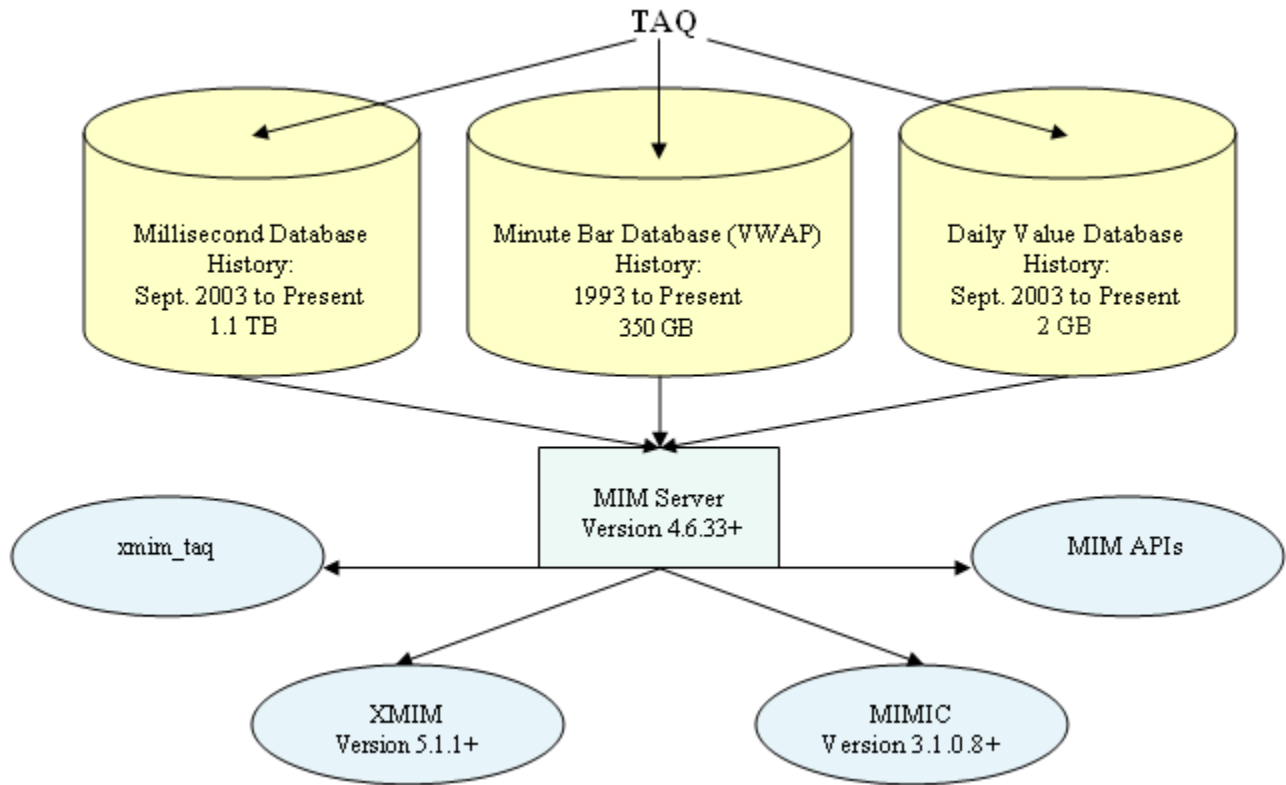 TAQ
Millisecond Database
History:
Sept. 2003 to Present
1.1 TB
Minute Bar Database (VWAP)
History:
1993 to Present
350 GB
Daily Value Database
History:
Sept. 2003 to Present
2 GB
MIM Server
Version 4.6.33+
xmim_taq
MIM APIs
XMIM
Version 5.1.1+
MIMIC
Version 3.1.0.8+